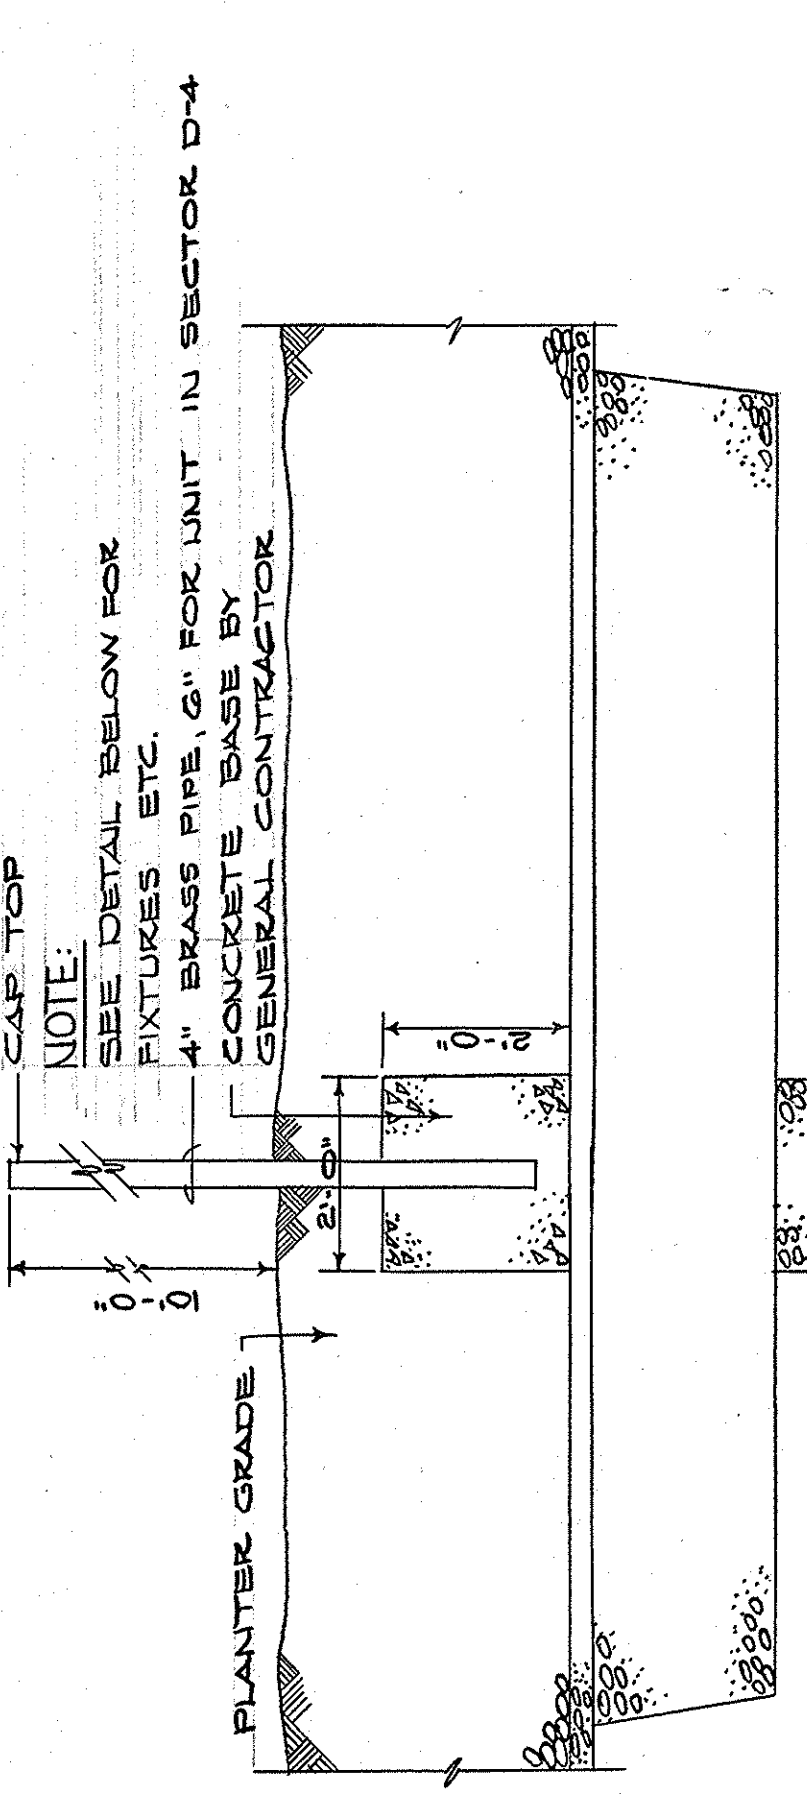 CAP TOP
NOTE:
SEE DETAIL BELOW FOR
FIXTURES ETC.
4" BRASS PIPE, 6" FOR UNIT IN SECTOR D-4
CONCRETE BASE BY
GENERAL CONTRACTOR
2'-0"
2'-0"
PLANTER GRADE